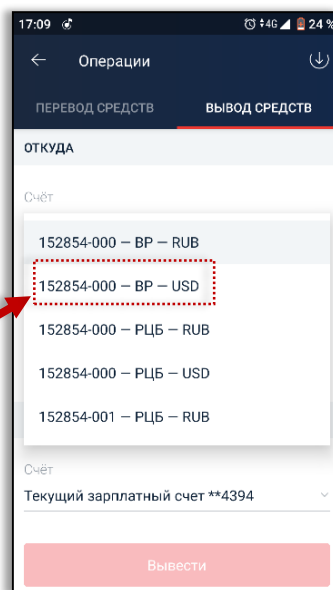 17:09 4G 24 %
Операции
ПЕРЕВОД СРЕДСТВ ВЫВОД СРЕДСТВ
ОТКУДА
Счёт
152854-000 — ВР — RUB
152854-000 — ВР — USD
152854-000 — РЦБ — RUB
152854-000 — РЦБ — USD
152854-001 — РЦБ — RUB
Счёт
Текущий зарплатный счет **4394
Вывести